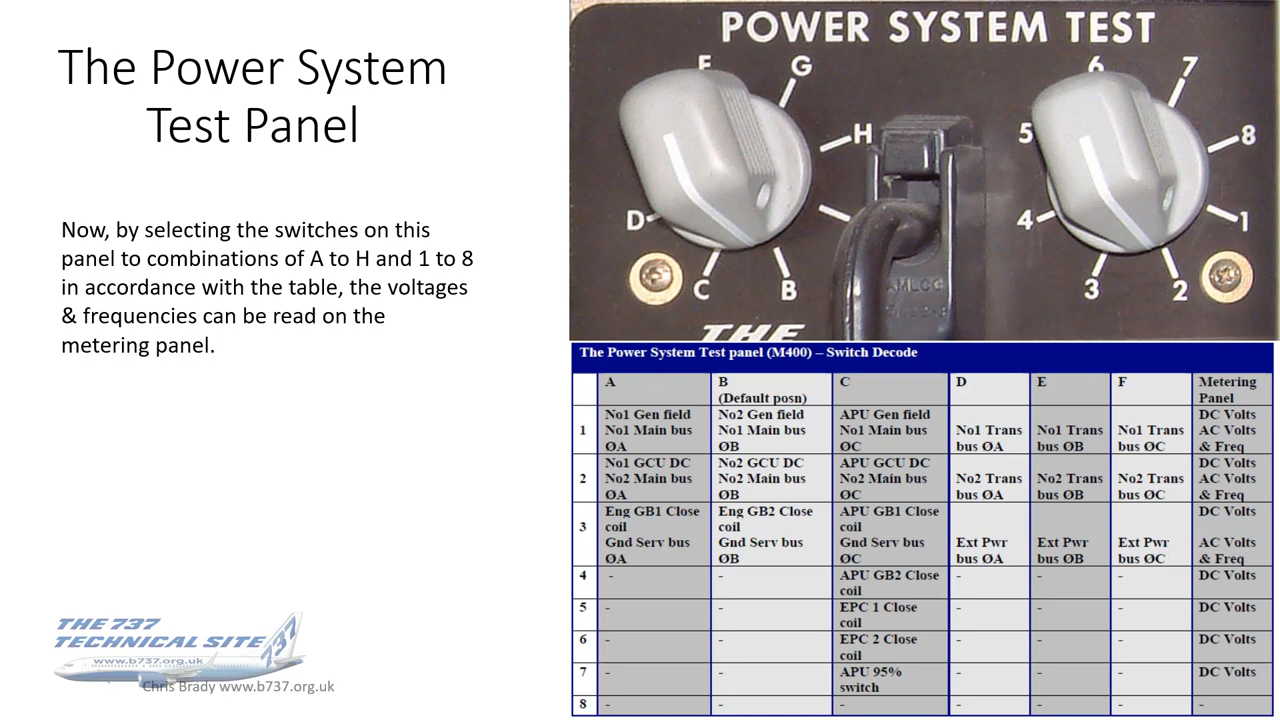 The Power System
Test Panel
Now, by selecting the switches on this
panel to combinations of A to H and 1 to 8
in accordance with the table, the voltages
& frequencies can be read on the
metering panel.
POWER SYSTEM TEST
F G
H
D
C B
6 7
5 8
4 1
3 2
THE
The Power System Test panel (M400) – Switch Decode
A B C D E F Metering
(Default posn) Panel
No1 Gen field No2 Gen field APU Gen field DC Volts
1 No1 Main bus No1 Main bus No1 Main bus No1 Trans No1 Trans No1 Trans AC Volts
ØA ØB ØC bus ØA bus ØB bus ØC & Freq
No1 GCU DC No2 GCU DC APU GCU DC DC Volts
2 No2 Main bus No2 Main bus No2 Main bus No2 Trans No2 Trans No2 Trans AC Volts
ØA ØB ØC bus ØA bus ØB bus ØC & Freq
Eng GB1 Close Eng GB2 Close APU GB1 Close DC Volts
3 coil coil coil
Gnd Serv bus Gnd Serv bus Gnd Serv bus Ext Pwr Ext Pwr Ext Pwr AC Volts
ØA ØB ØC bus ØA bus ØB bus ØC & Freq
4 - - APU GB2 Close - - - DC Volts
coil
5 - - EPC 1 Close - - - DC Volts
coil
6 - - EPC 2 Close - - - DC Volts
coil
7 - - APU 95% - - - DC Volts
switch
8 - - - - - - -
THE 737
TECHNICAL SITE
737
www.b737.org.uk
Chris Brady www.b737.org.uk